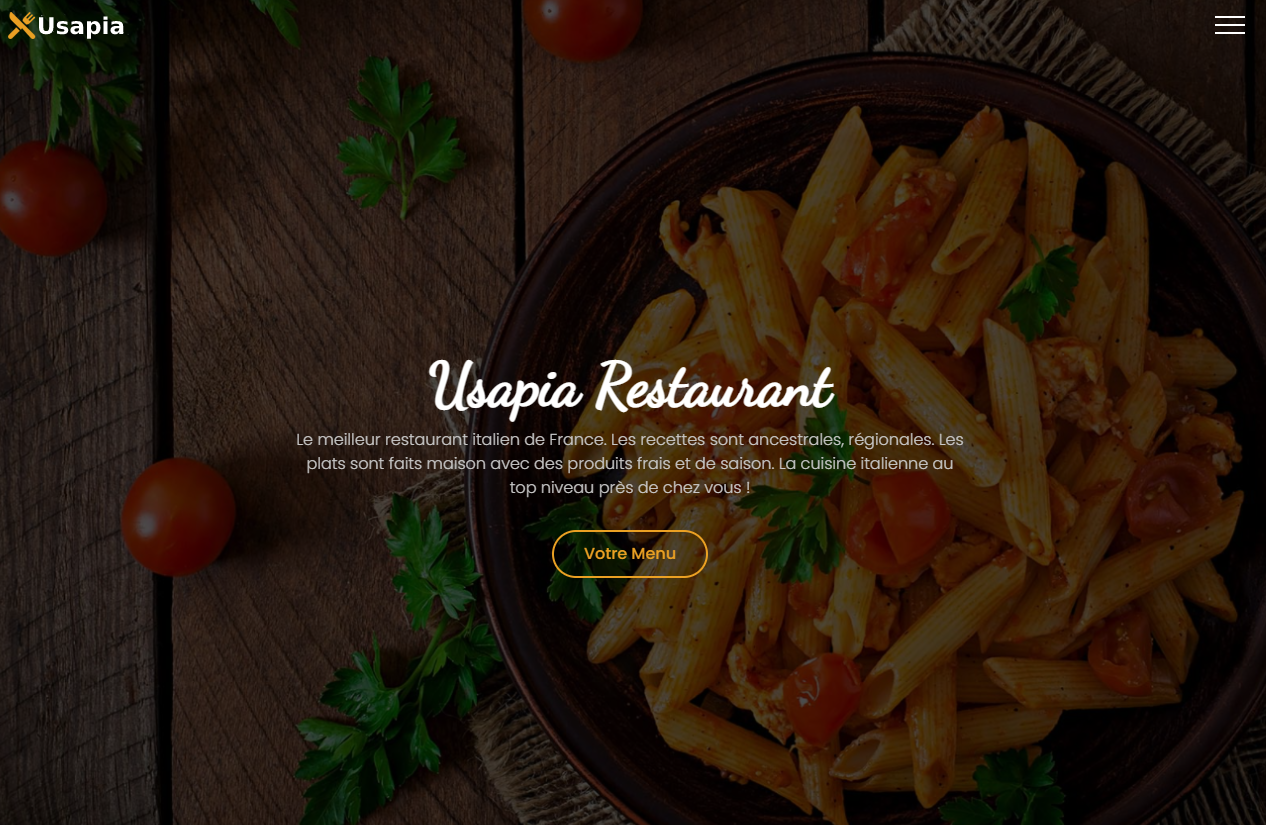 Usapia
Usapia Restaurant
Le meilleur restaurant italien de France. Les recettes sont ancestrales, régionales. Les
plats sont faits maison avec des produits frais et de saison. La cuisine italienne au
top niveau près de chez vous !
Votre Menu